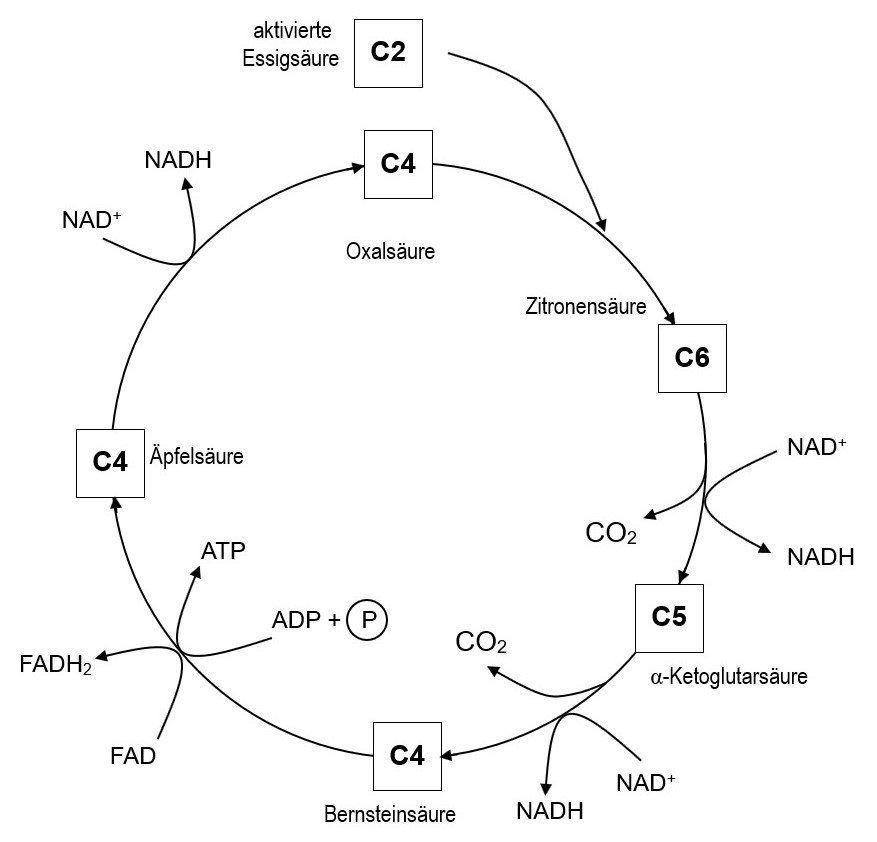 aktivierte
Essigsäure
C2
C4
NADH
NAD⁺
Oxalsäure
Zitronensäure
C6
C4
Äpfelsäure
NAD⁺
CO₂
NADH
ATP
C5
ADP + P
CO₂
FADH₂
α-Ketoglutarsäure
C4
FAD
NAD⁺
NADH
Bernsteinsäure